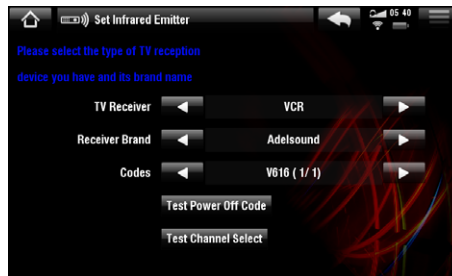 Set Infrared Emitter
05 40
Please select the type of TV reception
device you have and its brand name
TV Receiver VCR
Receiver Brand Adelsound
Codes V616 ( 1/ 1)
Test Power Off Code
Test Channel Select